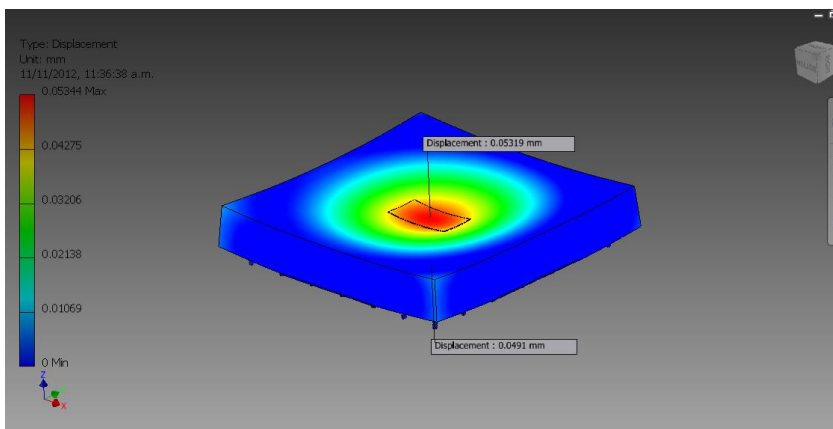 Type: Displacement
Unit: mm
11/11/2012, 11:36:38 a.m.
0.05344 Max
0.04275
0.03206
0.02138
0.01069
0 Min
Displacement : 0.05319 mm
Displacement : 0.0491 mm
Z
X